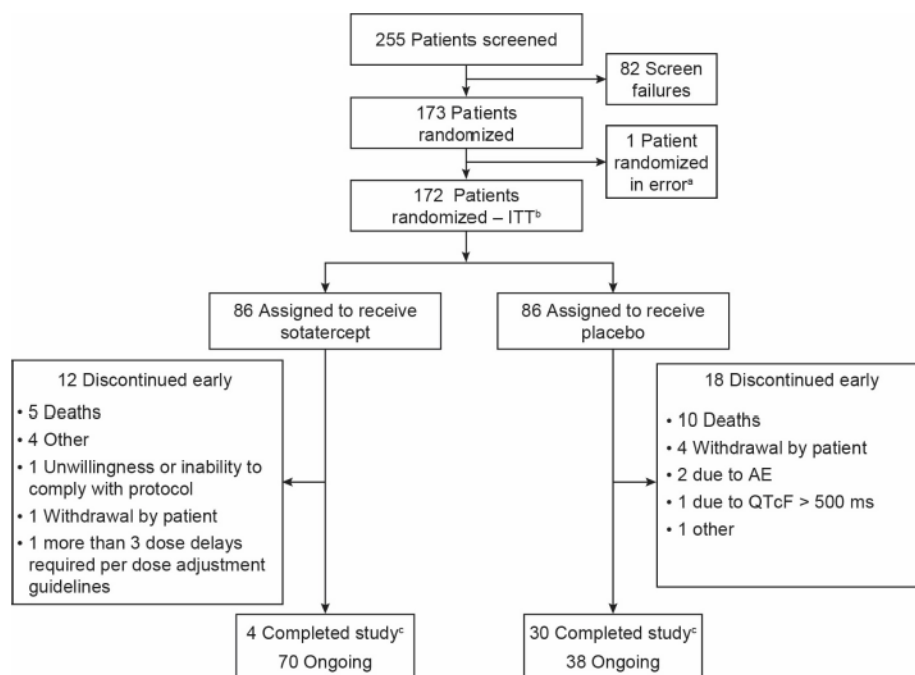 255 Patients screened
82 Screen
failures
173 Patients
randomized
1 Patient
randomized
in errorᵃ
172 Patients
randomized – ITTᵇ
86 Assigned to receive
sotatercept
86 Assigned to receive
placebo
12 Discontinued early
• 5 Deaths
• 4 Other
• 1 Unwillingness or inability to
comply with protocol
• 1 Withdrawal by patient
• 1 more than 3 dose delays
required per dose adjustment
guidelines
18 Discontinued early
• 10 Deaths
• 4 Withdrawal by patient
• 2 due to AE
• 1 due to QTcF > 500 ms
• 1 other
4 Completed studyᶜ
70 Ongoing
30 Completed studyᶜ
38 Ongoing